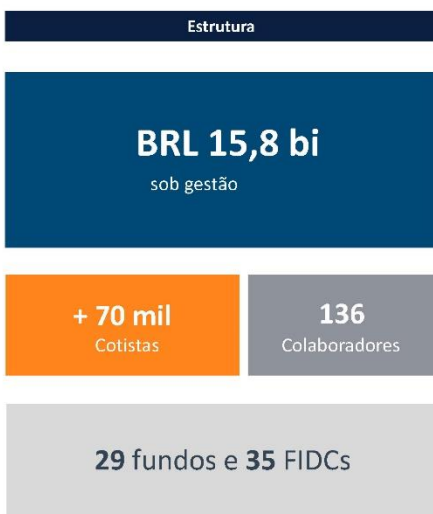 Estrutura
BRL 15,8 bi
sob gestão
+ 70 mil
Cotistas
136
Colaboradores
29 fundos e 35 FIDCs